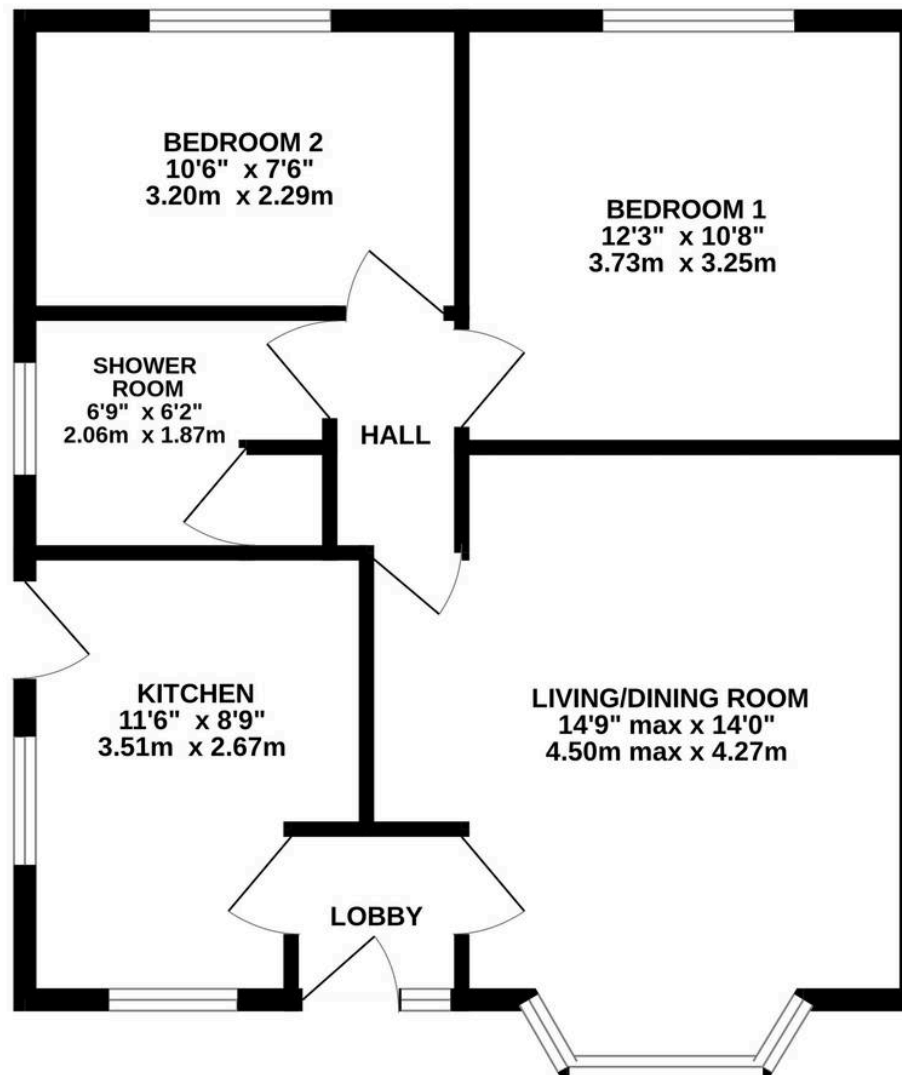 BEDROOM 2
10'6" x 7'6"
3.20m x 2.29m
BEDROOM 1
12'3" x 10'8"
3.73m x 3.25m
SHOWER
ROOM
6'9" x 6'2"
2.06m x 1.87m
HALL
KITCHEN
11'6" x 8'9"
3.51m x 2.67m
LIVING/DINING ROOM
14'9" max x 14'0"
4.50m max x 4.27m
LOBBY